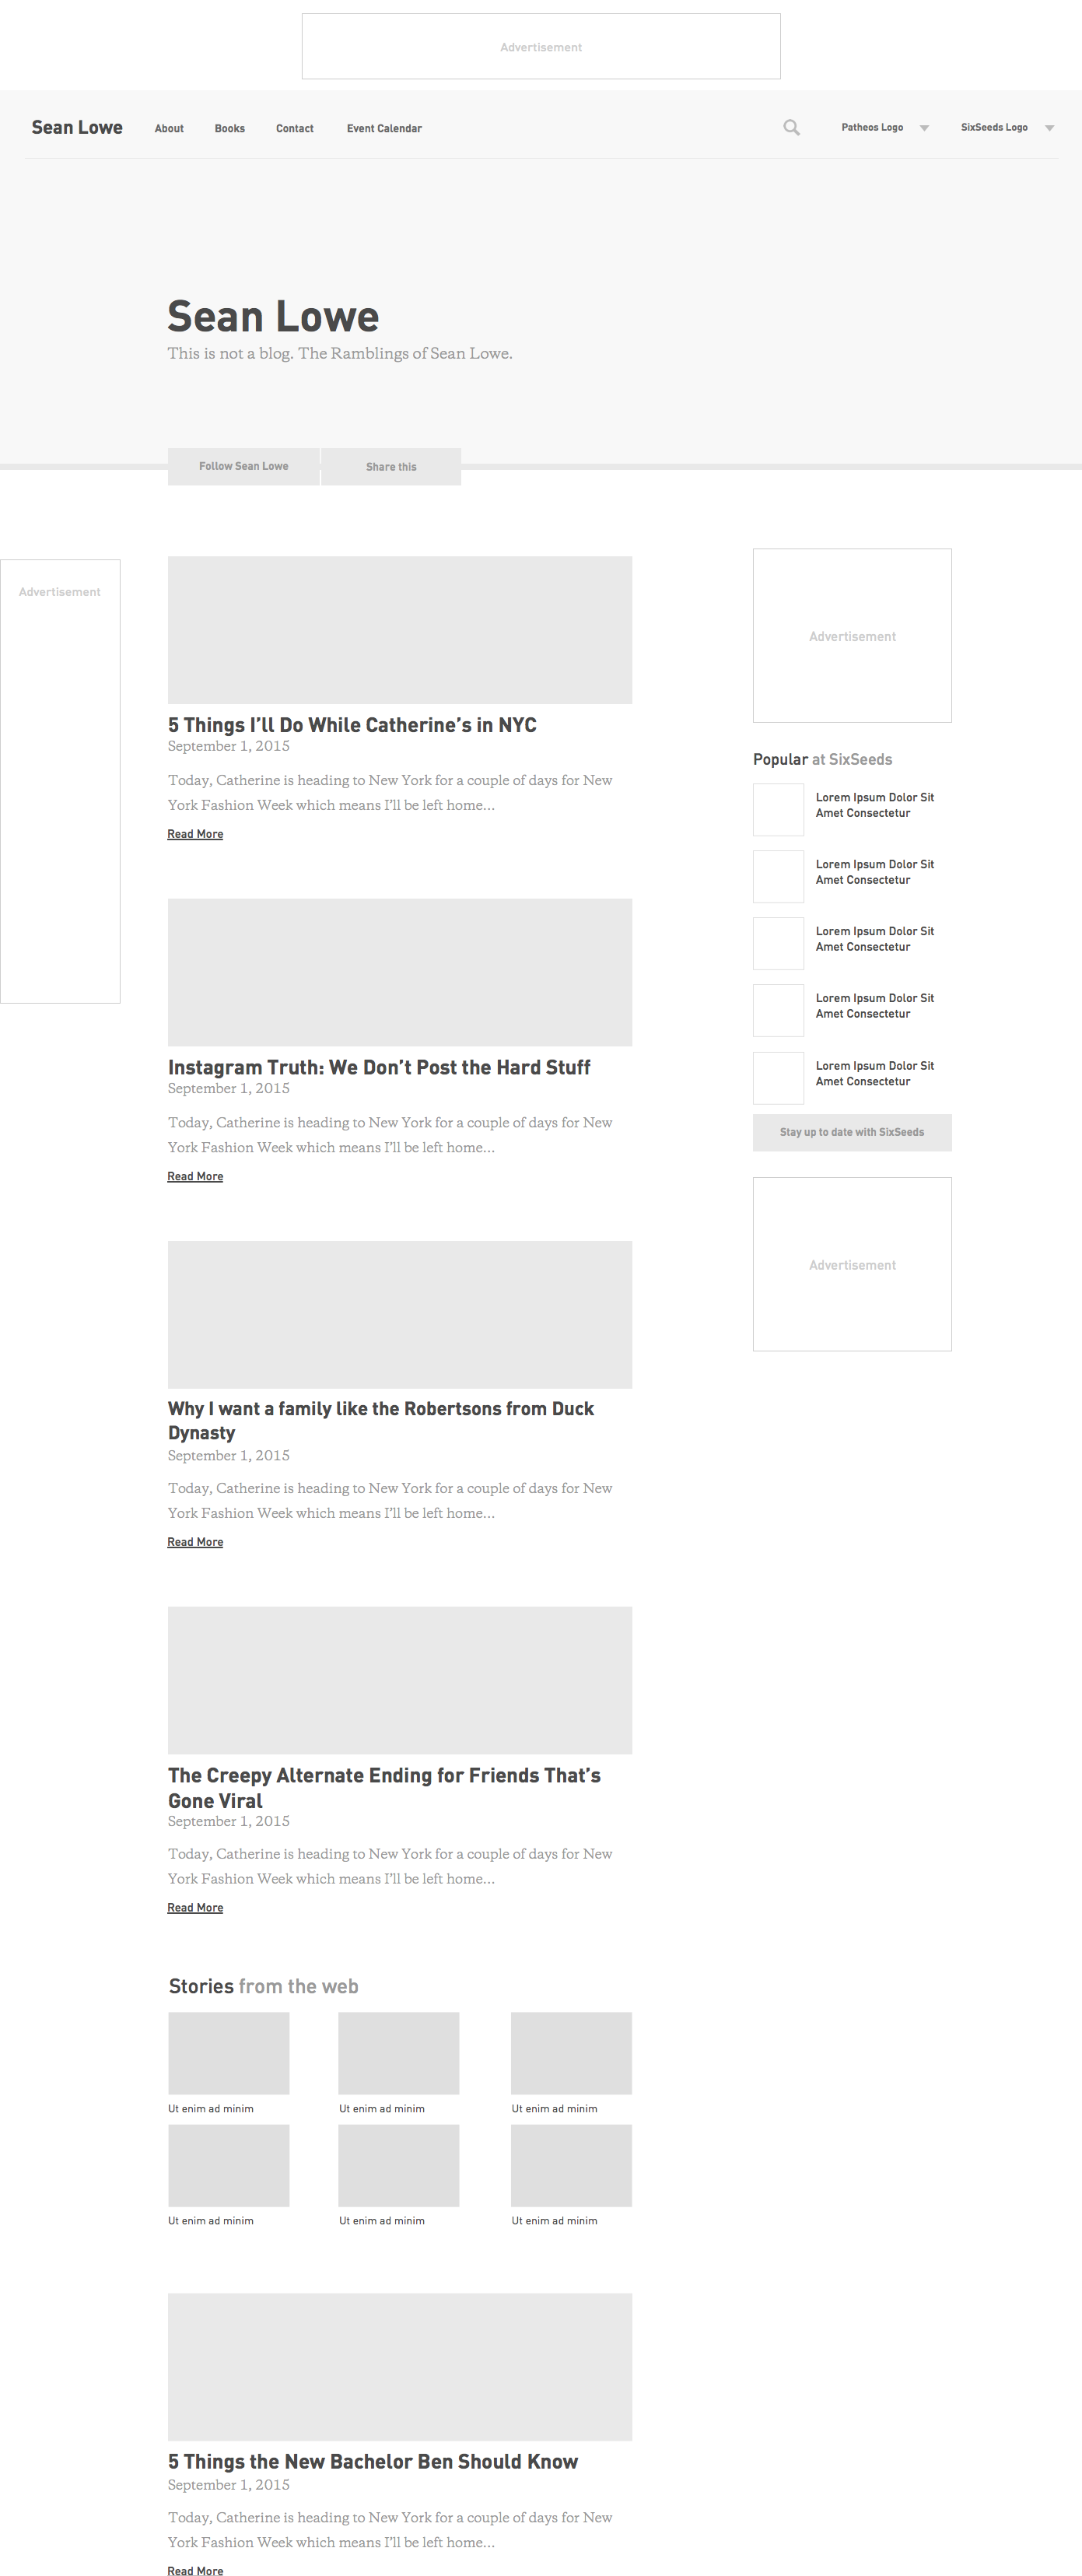 Advertisement
Sean Lowe
About
Books
Contact
Event Calendar
Patheos Logo
SixSeeds Logo
Sean Lowe
This is not a blog. The Ramblings of Sean Lowe.
Follow Sean Lowe
Share this
Advertisement
5 Things I’ll Do While Catherine’s in NYC
September 1, 2015
Today, Catherine is heading to New York for a couple of days for New
York Fashion Week which means I’ll be left home...
Read More
Instagram Truth: We Don’t Post the Hard Stuff
September 1, 2015
Today, Catherine is heading to New York for a couple of days for New
York Fashion Week which means I’ll be left home...
Read More
Why I want a family like the Robertsons from Duck
Dynasty
September 1, 2015
Today, Catherine is heading to New York for a couple of days for New
York Fashion Week which means I’ll be left home...
Read More
The Creepy Alternate Ending for Friends That’s
Gone Viral
September 1, 2015
Today, Catherine is heading to New York for a couple of days for New
York Fashion Week which means I’ll be left home...
Read More
Stories from the web
Ut enim ad minim
Ut enim ad minim
Ut enim ad minim
Ut enim ad minim
Ut enim ad minim
Ut enim ad minim
5 Things the New Bachelor Ben Should Know
September 1, 2015
Today, Catherine is heading to New York for a couple of days for New
York Fashion Week which means I’ll be left home...
Read More
Advertisement
Popular at SixSeeds
Lorem Ipsum Dolor Sit
Amet Consectetur
Lorem Ipsum Dolor Sit
Amet Consectetur
Lorem Ipsum Dolor Sit
Amet Consectetur
Lorem Ipsum Dolor Sit
Amet Consectetur
Lorem Ipsum Dolor Sit
Amet Consectetur
Stay up to date with SixSeeds
Advertisement